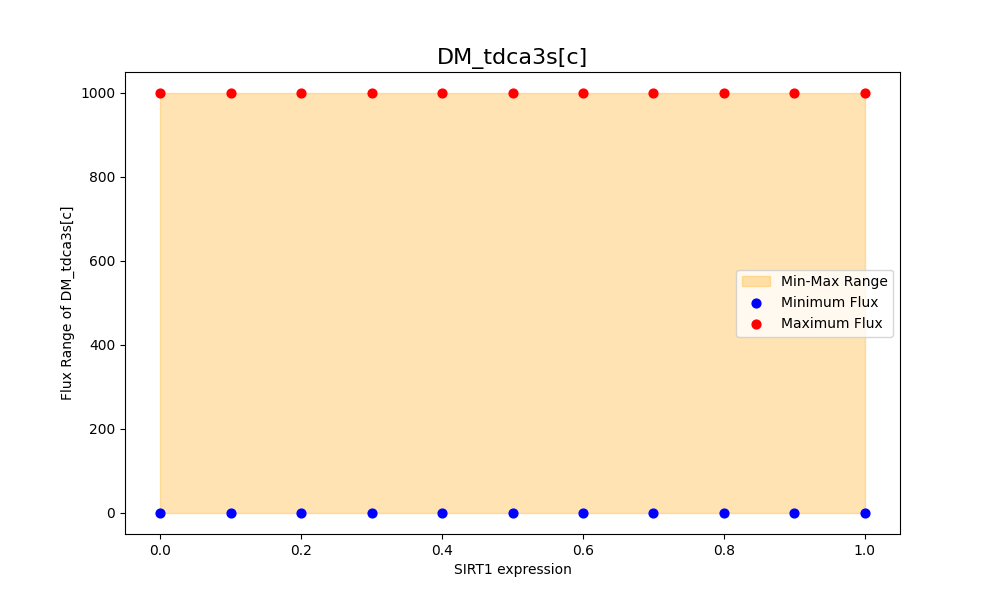 DM_tdca3s[c]
Flux Range of DM_tdca3s[c]
1000
800
600
400
200
0
Min-Max Range
Minimum Flux
Maximum Flux
0.0 0.2 0.4 0.6 0.8 1.0
SIRT1 expression